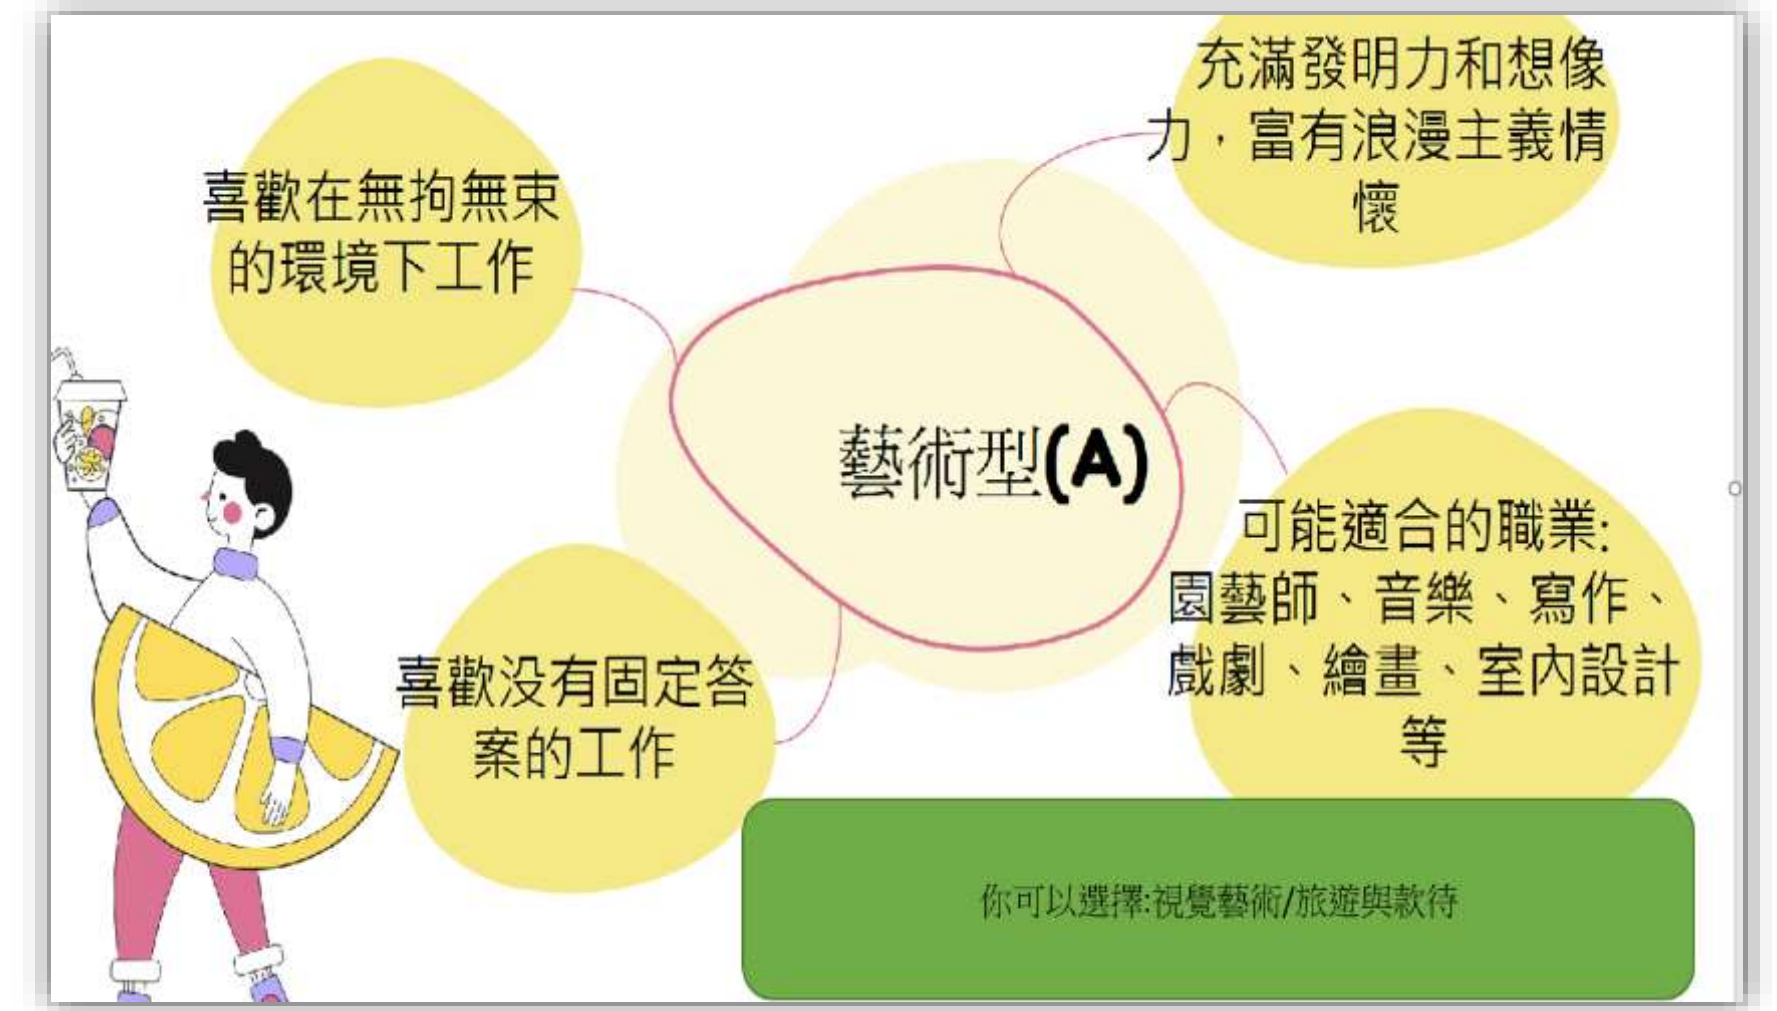 充滿發明力和想像
力，富有浪漫主義情
懷
喜歡在無拘無束
的環境下工作
藝術型(A)
可能適合的職業:
園藝師、音樂、寫作、
戲劇、繪畫、室內設計
等
喜歡没有固定答
案的工作
你可以選擇:視覺藝術/旅遊與款待